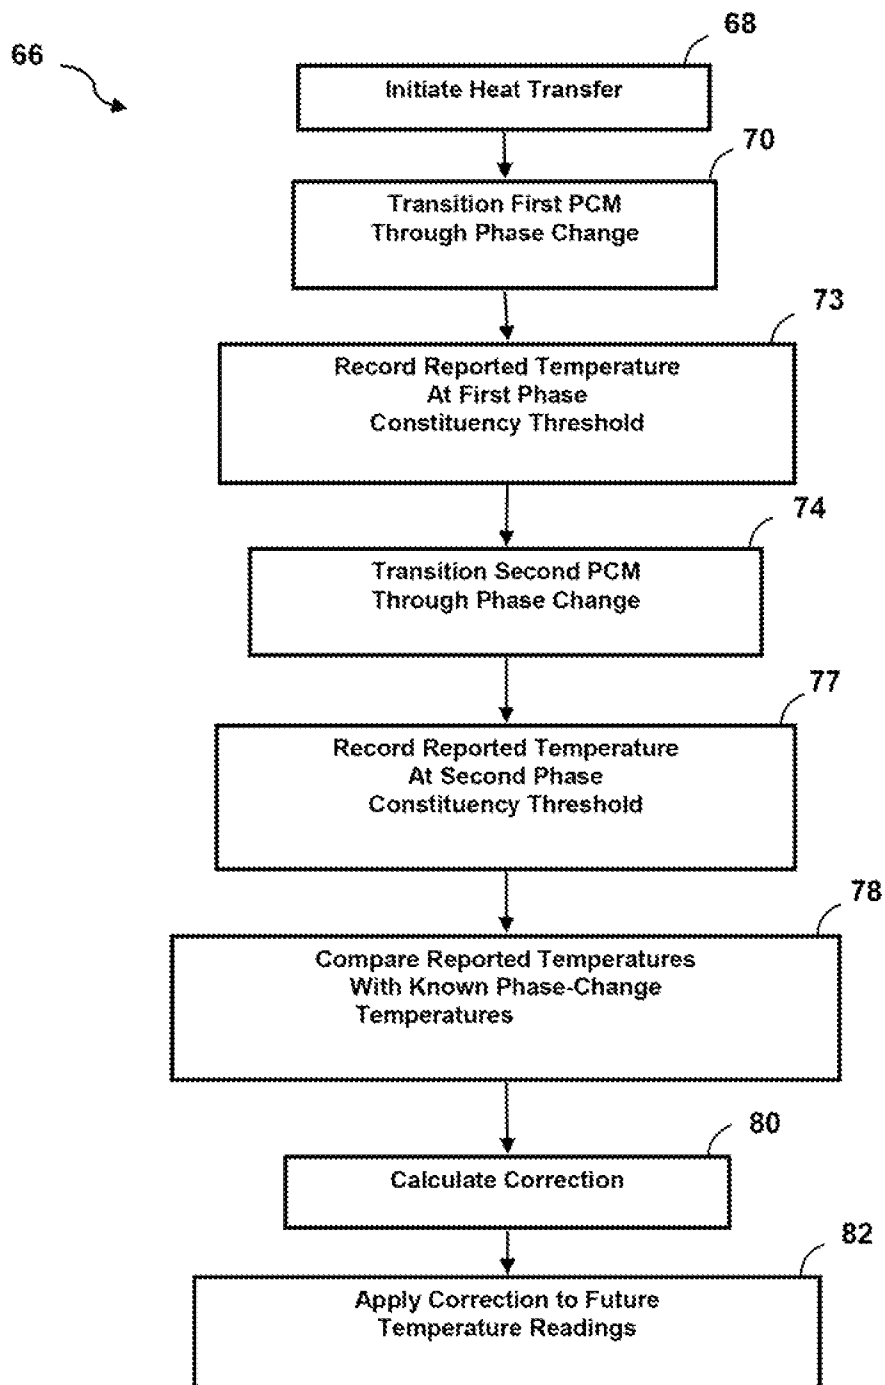 66
68
Initiate Heat Transfer
70
Transition First PCM
Through Phase Change
73
Record Reported Temperature
At First Phase
Constituency Threshold
74
Transition Second PCM
Through Phase Change
77
Record Reported Temperature
At Second Phase
Constituency Threshold
78
Compare Reported Temperatures
With Known Phase-Change
Temperatures
80
Calculate Correction
82
Apply Correction to Future
Temperature Readings